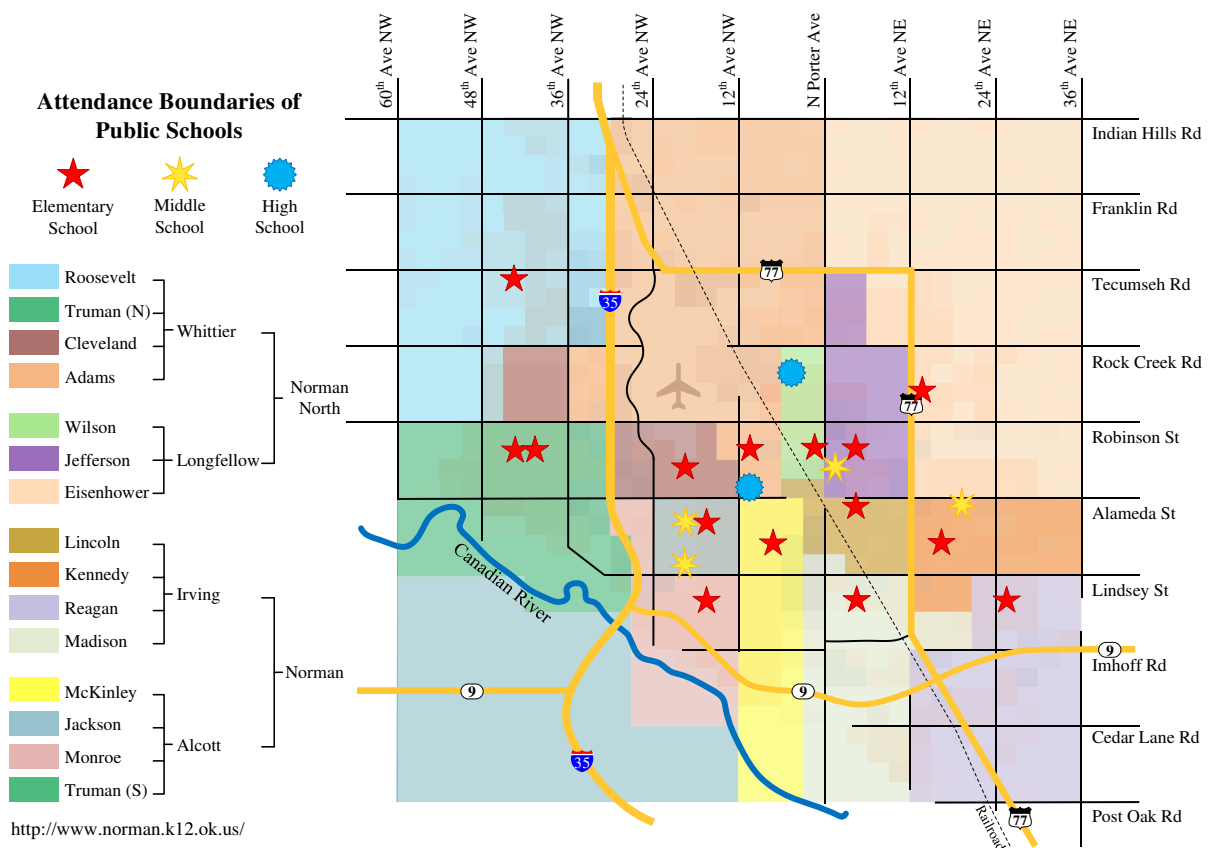 60th Ave NW
48th Ave NW
36th Ave NW
24th Ave NW
12th Ave NW
N Porter Ave
12th Ave NE
24th Ave NE
36th Ave NE
Attendance Boundaries of
Public Schools
Elementary
School
Middle
School
High
School
Roosevelt
Truman (N)
Cleveland
Adams
Whittier
Wilson
Jefferson
Eisenhower
Longfellow
Norman
North
Lincoln
Kennedy
Reagan
Madison
Irving
McKinley
Jackson
Monroe
Truman (S)
Alcott
Norman
http://www.norman.k12.ok.us/
Indian Hills Rd
Franklin Rd
Tecumseh Rd
Rock Creek Rd
Robinson St
Alameda St
Lindsey St
Imhoff Rd
Cedar Lane Rd
Post Oak Rd
77
35
77
Canadian River
9
9
9
35
77
Railroad